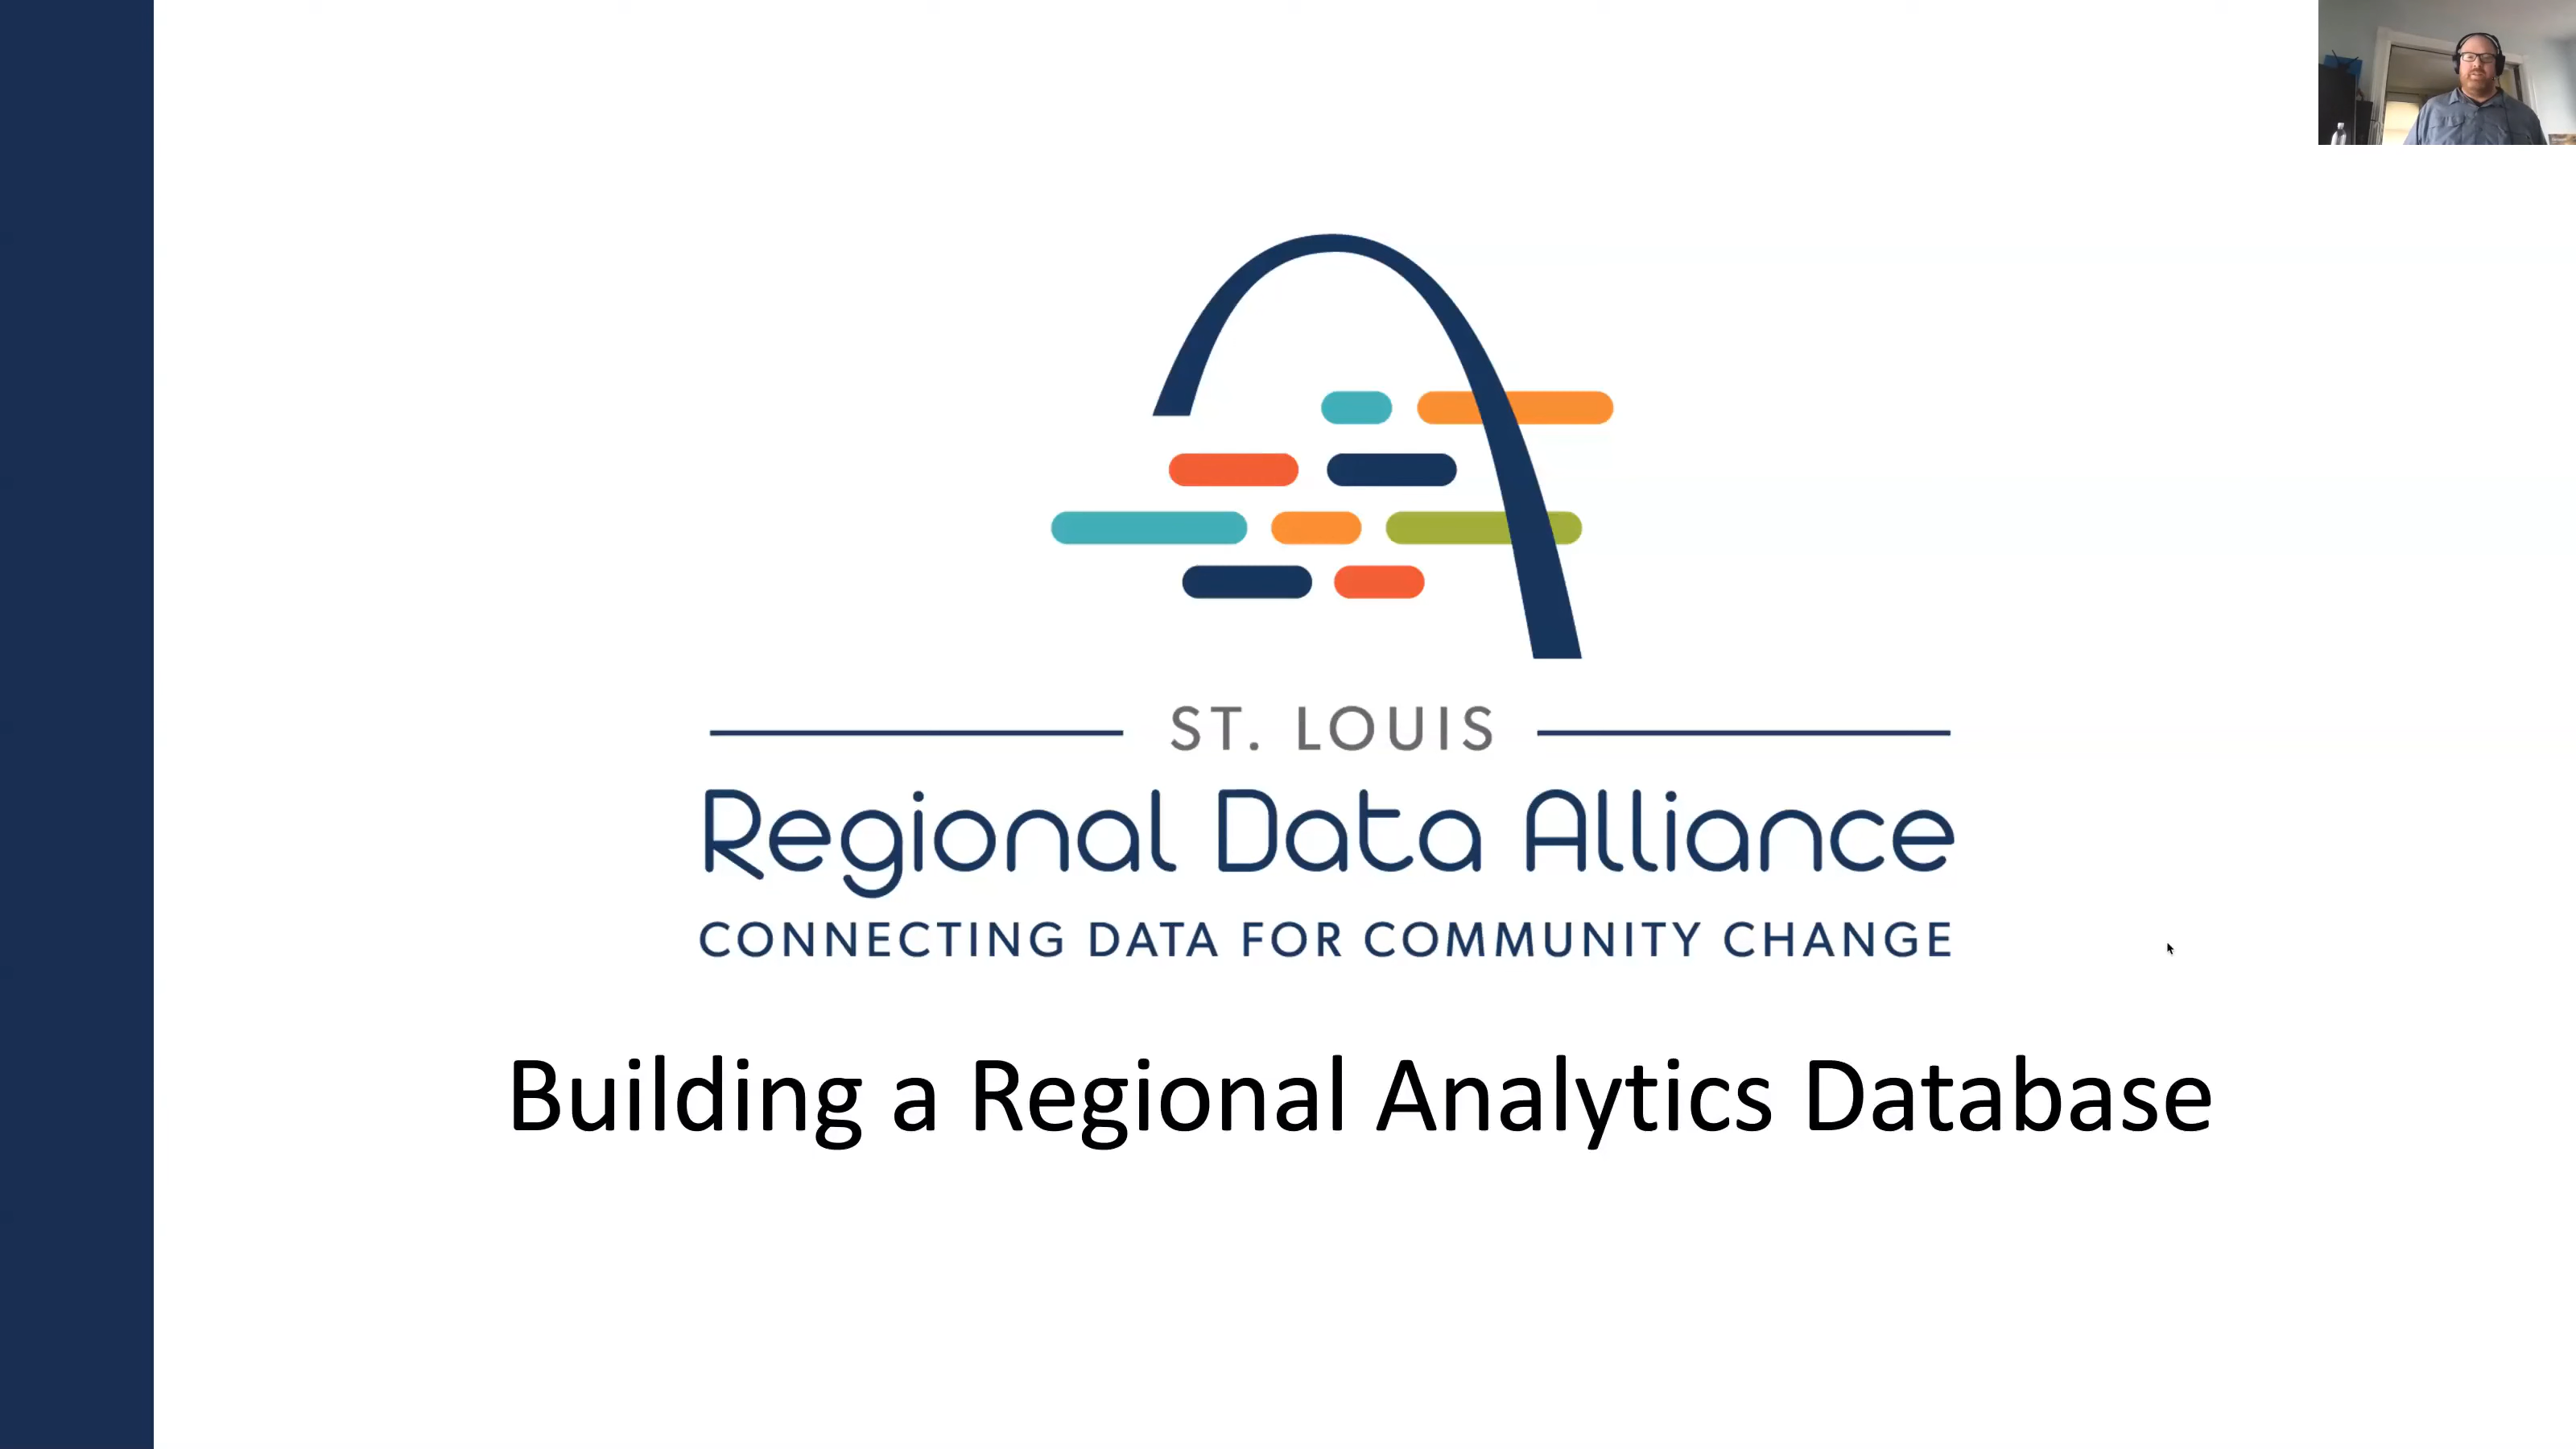 ST. LOUIS
Regional Data Alliance
CONNECTING DATA FOR COMMUNITY CHANGE
Building a Regional Analytics Database